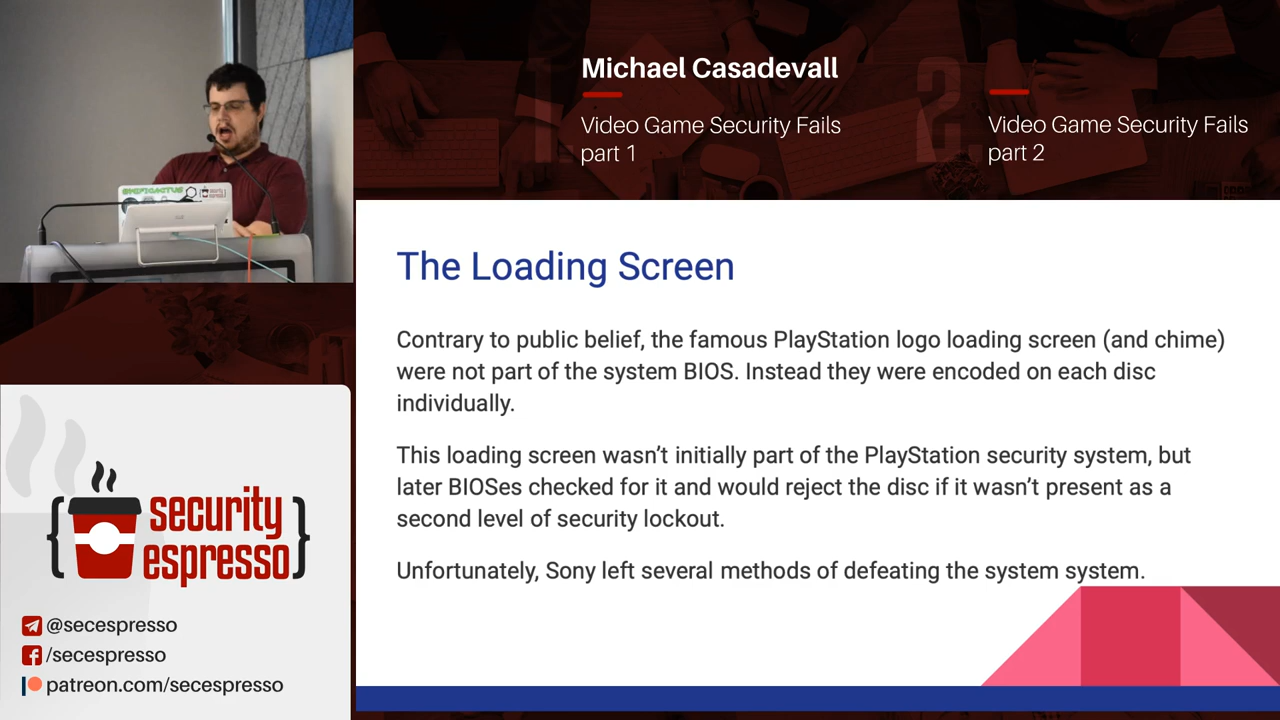 Michael Casadevall
1.
Video Game Security Fails
part 1
2.
Video Game Security Fails
part 2
The Loading Screen
Contrary to public belief, the famous PlayStation logo loading screen (and chime)
were not part of the system BIOS. Instead they were encoded on each disc
individually.
This loading screen wasn't initially part of the PlayStation security system, but
later BIOSes checked for it and would reject the disc if it wasn't present as a
second level of security lockout.
Unfortunately, Sony left several methods of defeating the system system.
security
espresso
{security
espresso}
@secespresso
/secespresso
patreon.com/secespresso